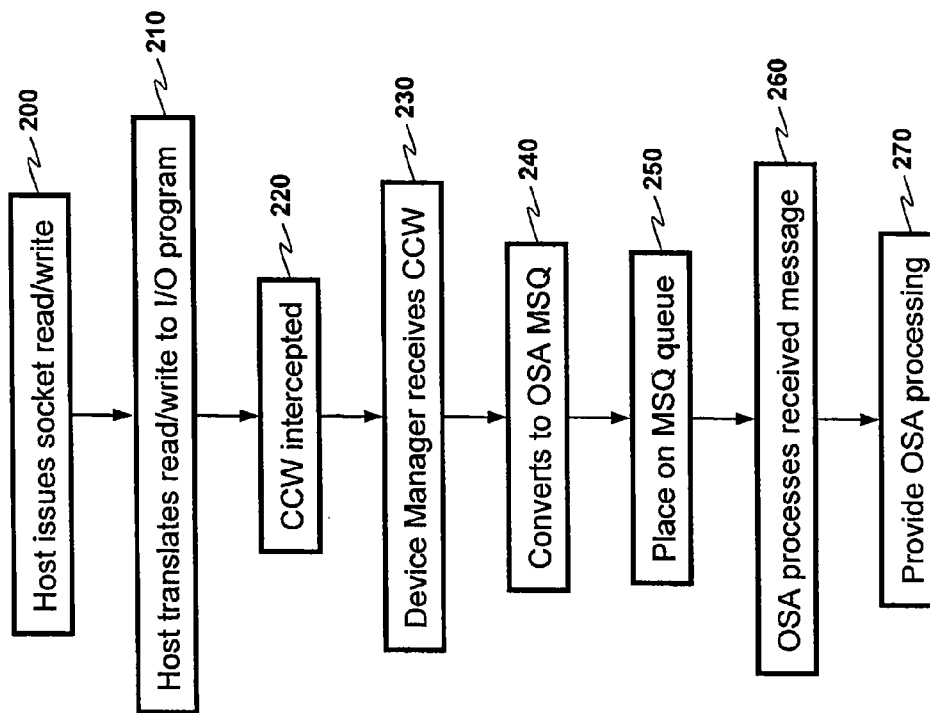 Host issues socket read/write
200
Host translates read/write to I/O program
210
CCW intercepted
220
Device Manager receives CCW
230
Converts to OSA MSQ
240
Place on MSQ queue
250
OSA processes received message
260
Provide OSA processing
270